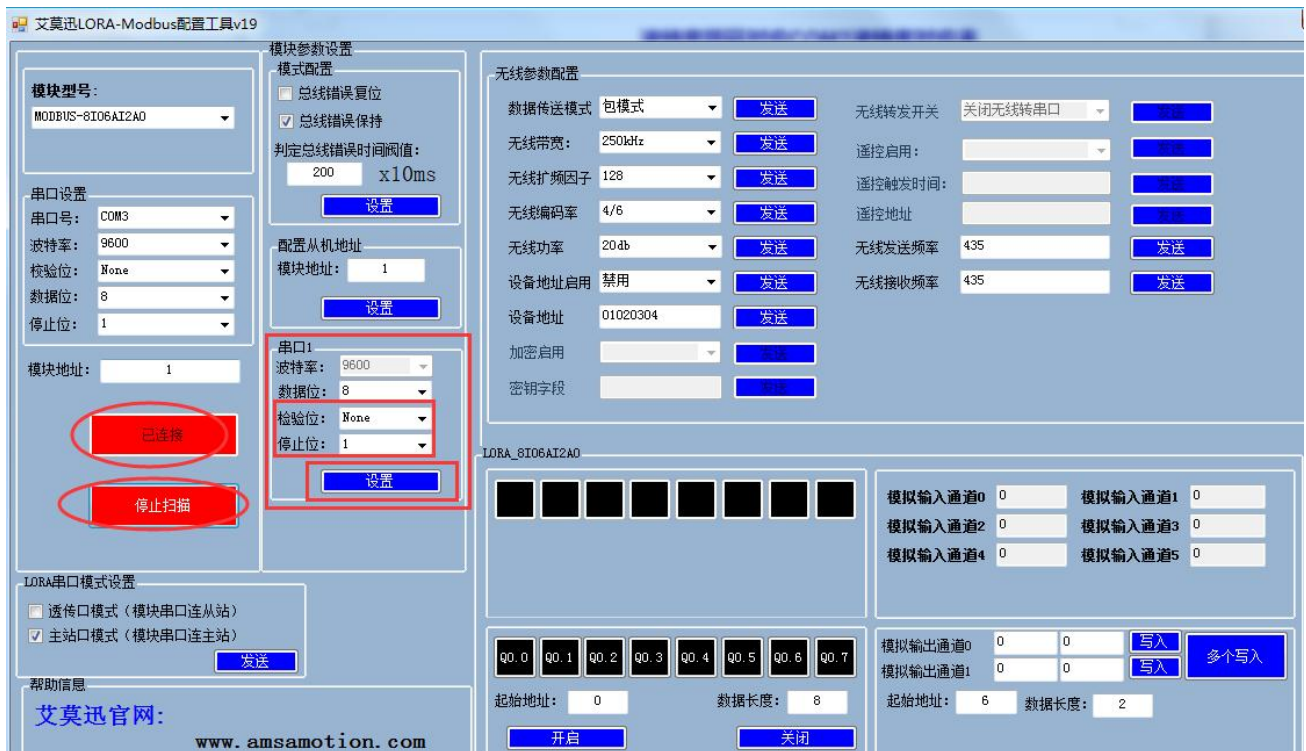 艾莫迅LORA-Modbus配置工具v19
模块型号:
MODBUS-8IO6AI2AO
串口设置
串口号: COM3
波特率: 9600
校验位: None
数据位: 8
停止位: 1
模块地址: 1
已连接
停止扫描
LORA串口模式设置
透传口模式（模块串口连从站）
主站口模式（模块串口连主站）
发送
帮助信息
艾莫迅官网:
www.amsamotion.com
模块参数设置
模式配置
总线错误复位
总线错误保持
判定总线错误时间阀值:
200 x10ms
设置
配置从机地址
模块地址: 1
设置
串口1
波特率: 9600
数据位: 8
检验位: None
停止位: 1
设置
无线参数配置
数据传送模式 包模式 发送
无线带宽: 250kHz 发送
无线扩频因子 128 发送
无线编码率 4/6 发送
无线功率 20db 发送
设备地址启用 禁用 发送
设备地址 01020304 发送
加密启用 发送
密钥字段 发送
无线转发开关 关闭无线转串口 发送
遥控启用: 发送
遥控触发时间: 发送
遥控地址 发送
无线发送频率 435 发送
无线接收频率 435 发送
LORA_8IO6AI2AO
模拟输入通道0 0 模拟输入通道1 0
模拟输入通道2 0 模拟输入通道3 0
模拟输入通道4 0 模拟输入通道5 0
Q0.0 Q0.1 Q0.2 Q0.3 Q0.4 Q0.5 Q0.6 Q0.7
起始地址: 0 数据长度: 8
开启 关闭
模拟输出通道0 0 0 写入
模拟输出通道1 0 0 写入
多个写入
起始地址: 6 数据长度: 2